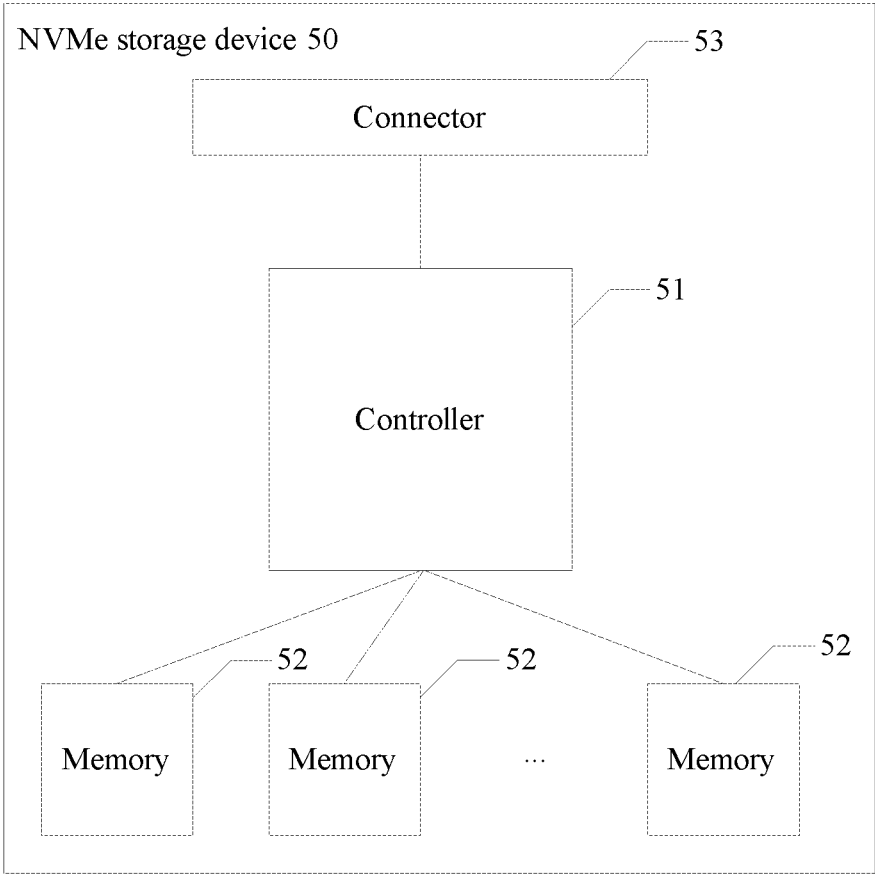 NVMe storage device 50
53
Connector
51
Controller
52
52
52
Memory
Memory
...
Memory